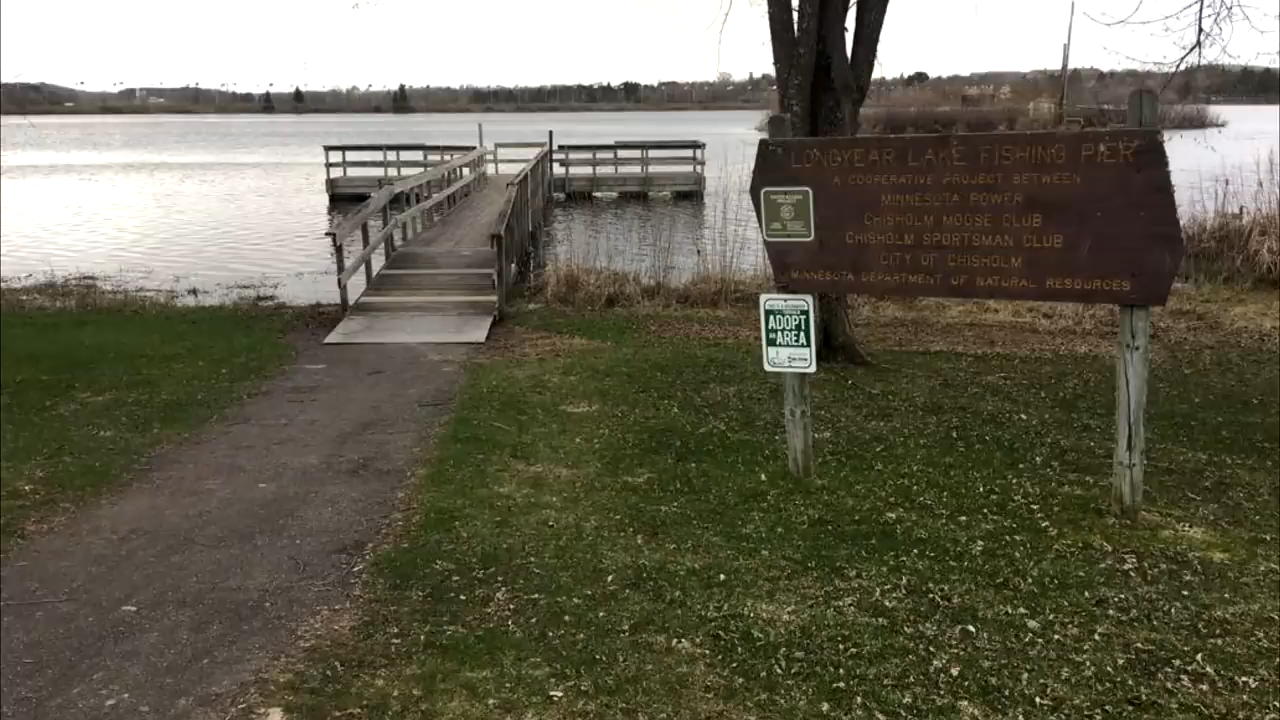 LONGYEAR LAKE FISHING PIER
A COOPERATIVE PROJECT BETWEEN
MINNESOTA POWER
CHISHOLM MOOSE CLUB
CHISHOLM SPORTSMAN CLUB
CITY OF CHISHOLM
MINNESOTA DEPARTMENT OF NATURAL RESOURCES
ADOPT
AN AREA